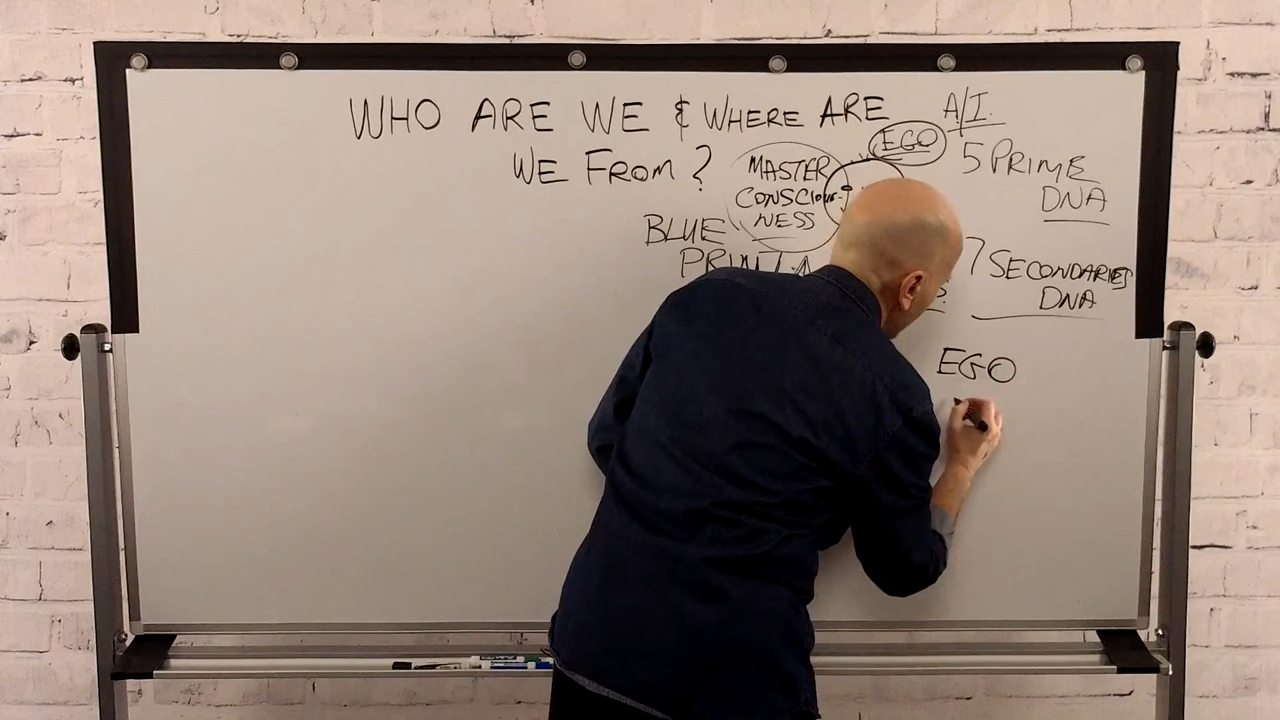 WHO ARE WE & WHERE ARE
WE FROM?
A/I.
EGO
5 PRIME
DNA
MASTER
CONSCIOUS-
NESS
BLUE
PRINT
7 SECONDARIES
DNA
EGO